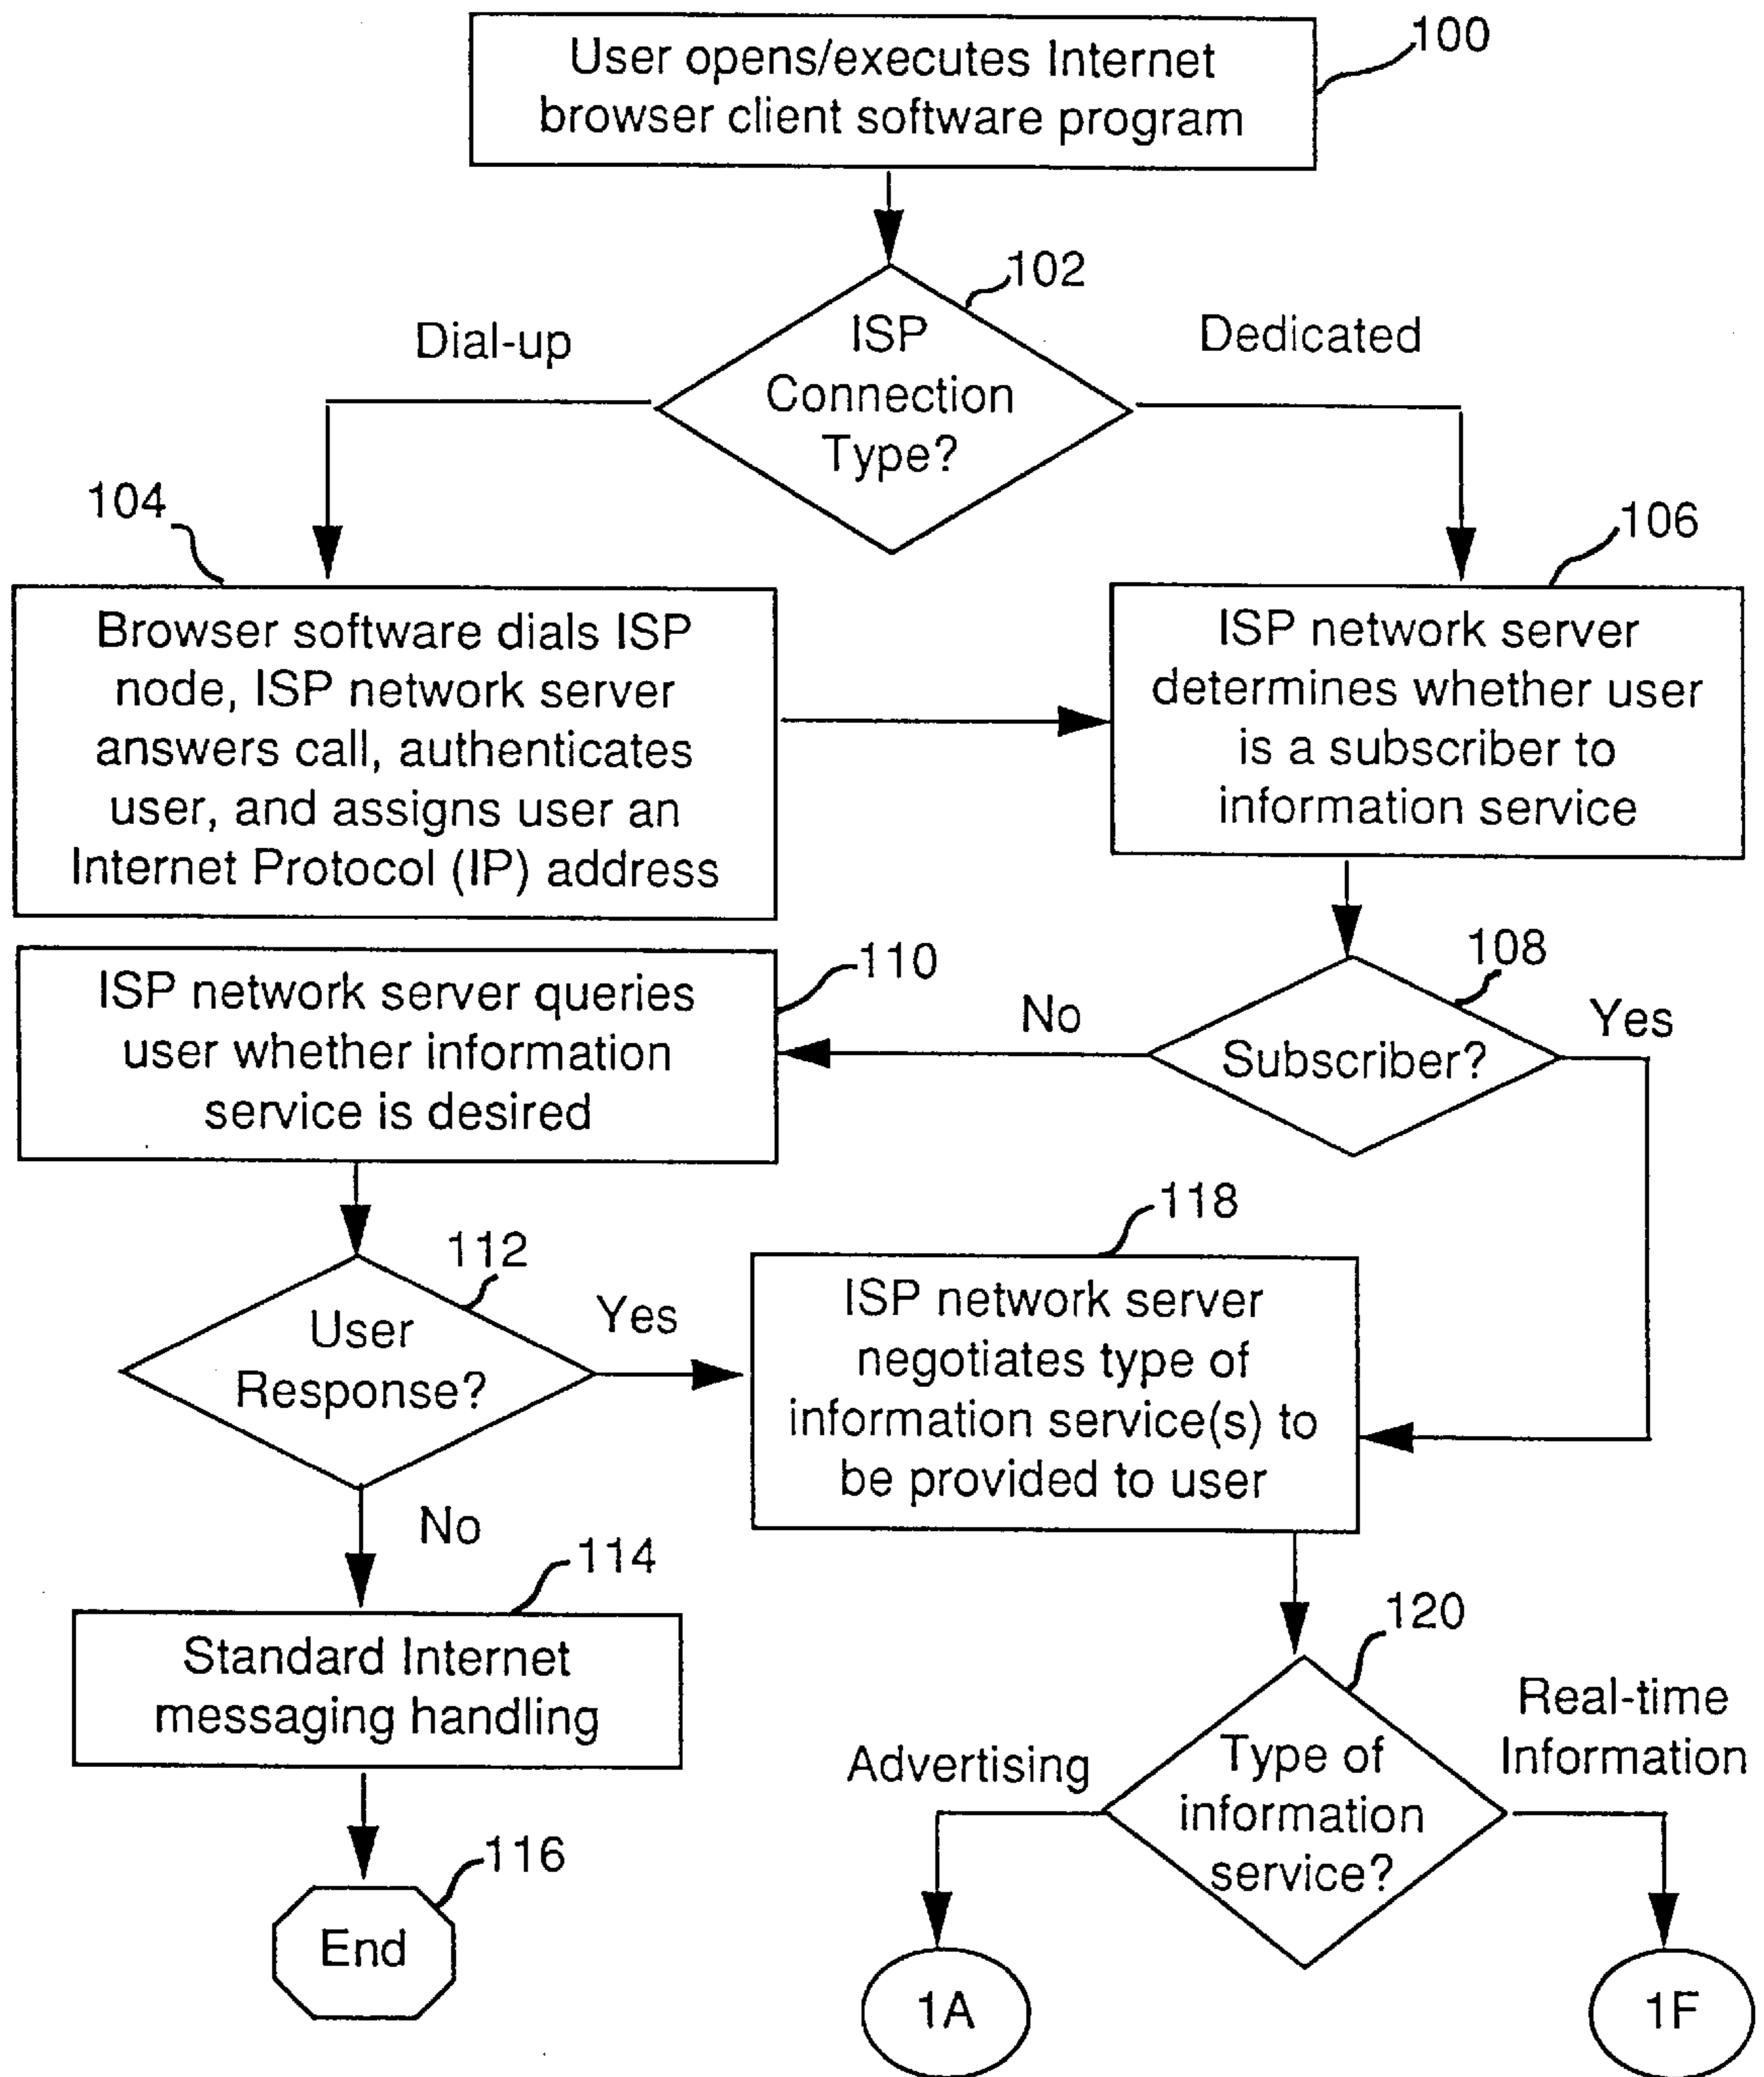 100
User opens/executes Internet
browser client software program
102
Dial-up
ISP
Connection
Type?
Dedicated
104
106
Browser software dials ISP
node, ISP network server
answers call, authenticates
user, and assigns user an
Internet Protocol (IP) address
ISP network server
determines whether user
is a subscriber to
information service
110
108
ISP network server queries
user whether information
service is desired
No
Subscriber?
Yes
118
112
User
Response?
Yes
ISP network server
negotiates type of
information service(s) to
be provided to user
No
114
Standard Internet
messaging handling
120
Advertising
Type of
information
service?
Real-time
Information
116
End
1A
1F